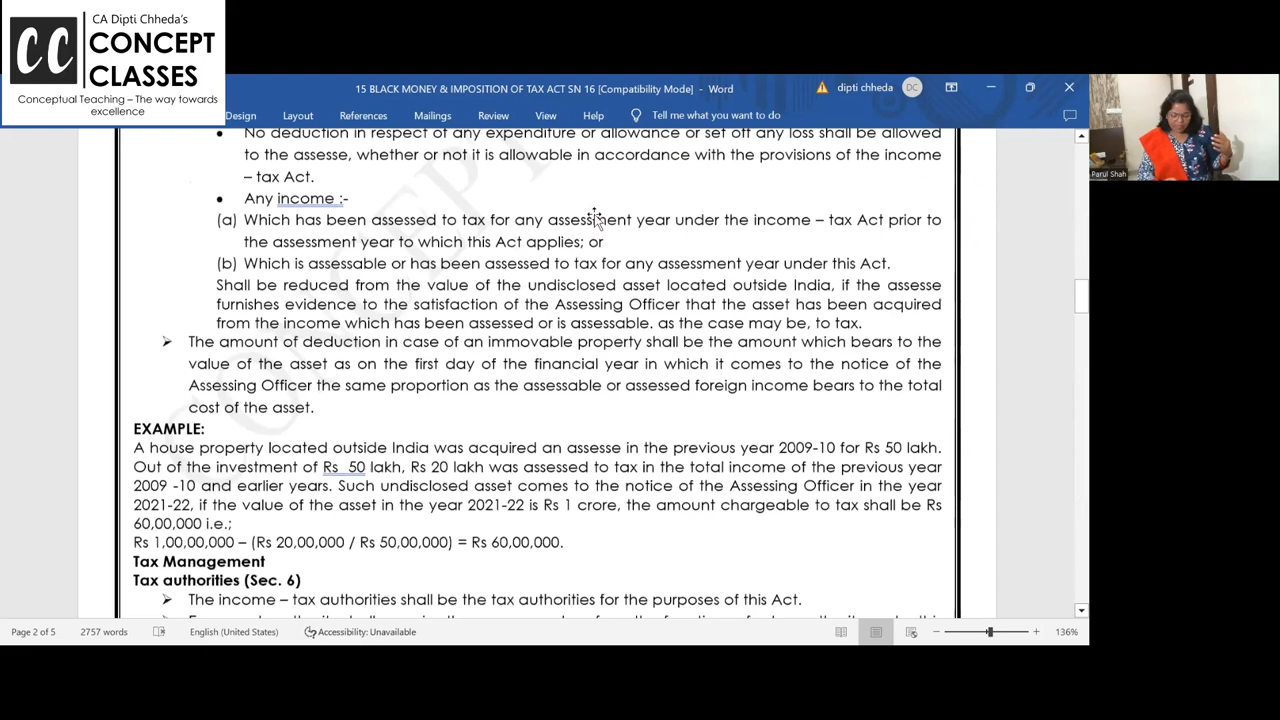 CA Dipti Chheda's
CC CONCEPT
CLASSES
Conceptual Teaching – The way towards
excellence
15 BLACK MONEY & IMPOSITION OF TAX ACT SN 16 [Compatibility Mode] - Word
dipti chheda DC
Design Layout References Mailings Review View Help Tell me what you want to do
Parul Shah
• No deduction in respect of any expenditure or allowance or set off any loss shall be allowed
to the assesse, whether or not it is allowable in accordance with the provisions of the income
– tax Act.
• Any income :-
(a) Which has been assessed to tax for any assessment year under the income – tax Act prior to
the assessment year to which this Act applies; or
(b) Which is assessable or has been assessed to tax for any assessment year under this Act.
Shall be reduced from the value of the undisclosed asset located outside India, if the assesse
furnishes evidence to the satisfaction of the Assessing Officer that the asset has been acquired
from the income which has been assessed or is assessable. as the case may be, to tax.
The amount of deduction in case of an immovable property shall be the amount which bears to the
value of the asset as on the first day of the financial year in which it comes to the notice of the
Assessing Officer the same proportion as the assessable or assessed foreign income bears to the total
cost of the asset.
EXAMPLE:
A house property located outside India was acquired an assesse in the previous year 2009-10 for Rs 50 lakh.
Out of the investment of Rs 50 lakh, Rs 20 lakh was assessed to tax in the total income of the previous year
2009 -10 and earlier years. Such undisclosed asset comes to the notice of the Assessing Officer in the year
2021-22, if the value of the asset in the year 2021-22 is Rs 1 crore, the amount chargeable to tax shall be Rs
60,00,000 i.e.;
Rs 1,00,00,000 – (Rs 20,00,000 / Rs 50,00,000) = Rs 60,00,000.
Tax Management
Tax authorities (Sec. 6)
The income – tax authorities shall be the tax authorities for the purposes of this Act.
Page 2 of 5 2757 words English (United States) Accessibility: Unavailable 136%